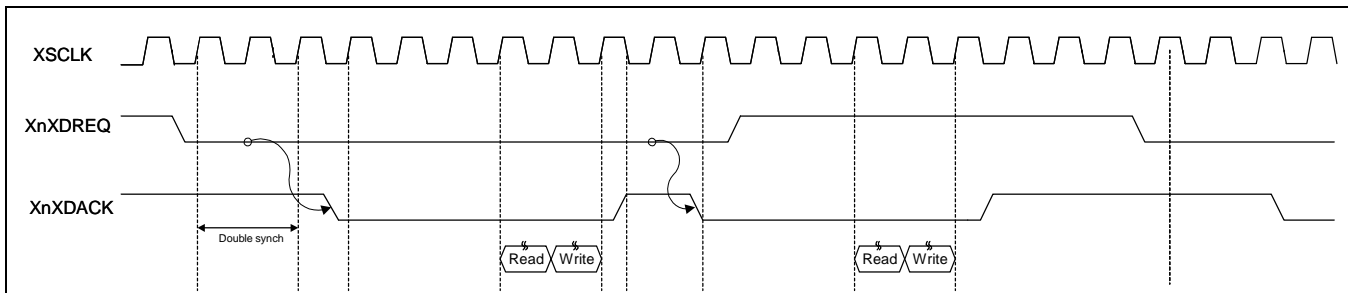 XSCLK
XnXDREQ
XnXDACK
Double synch
Read Write Read Write